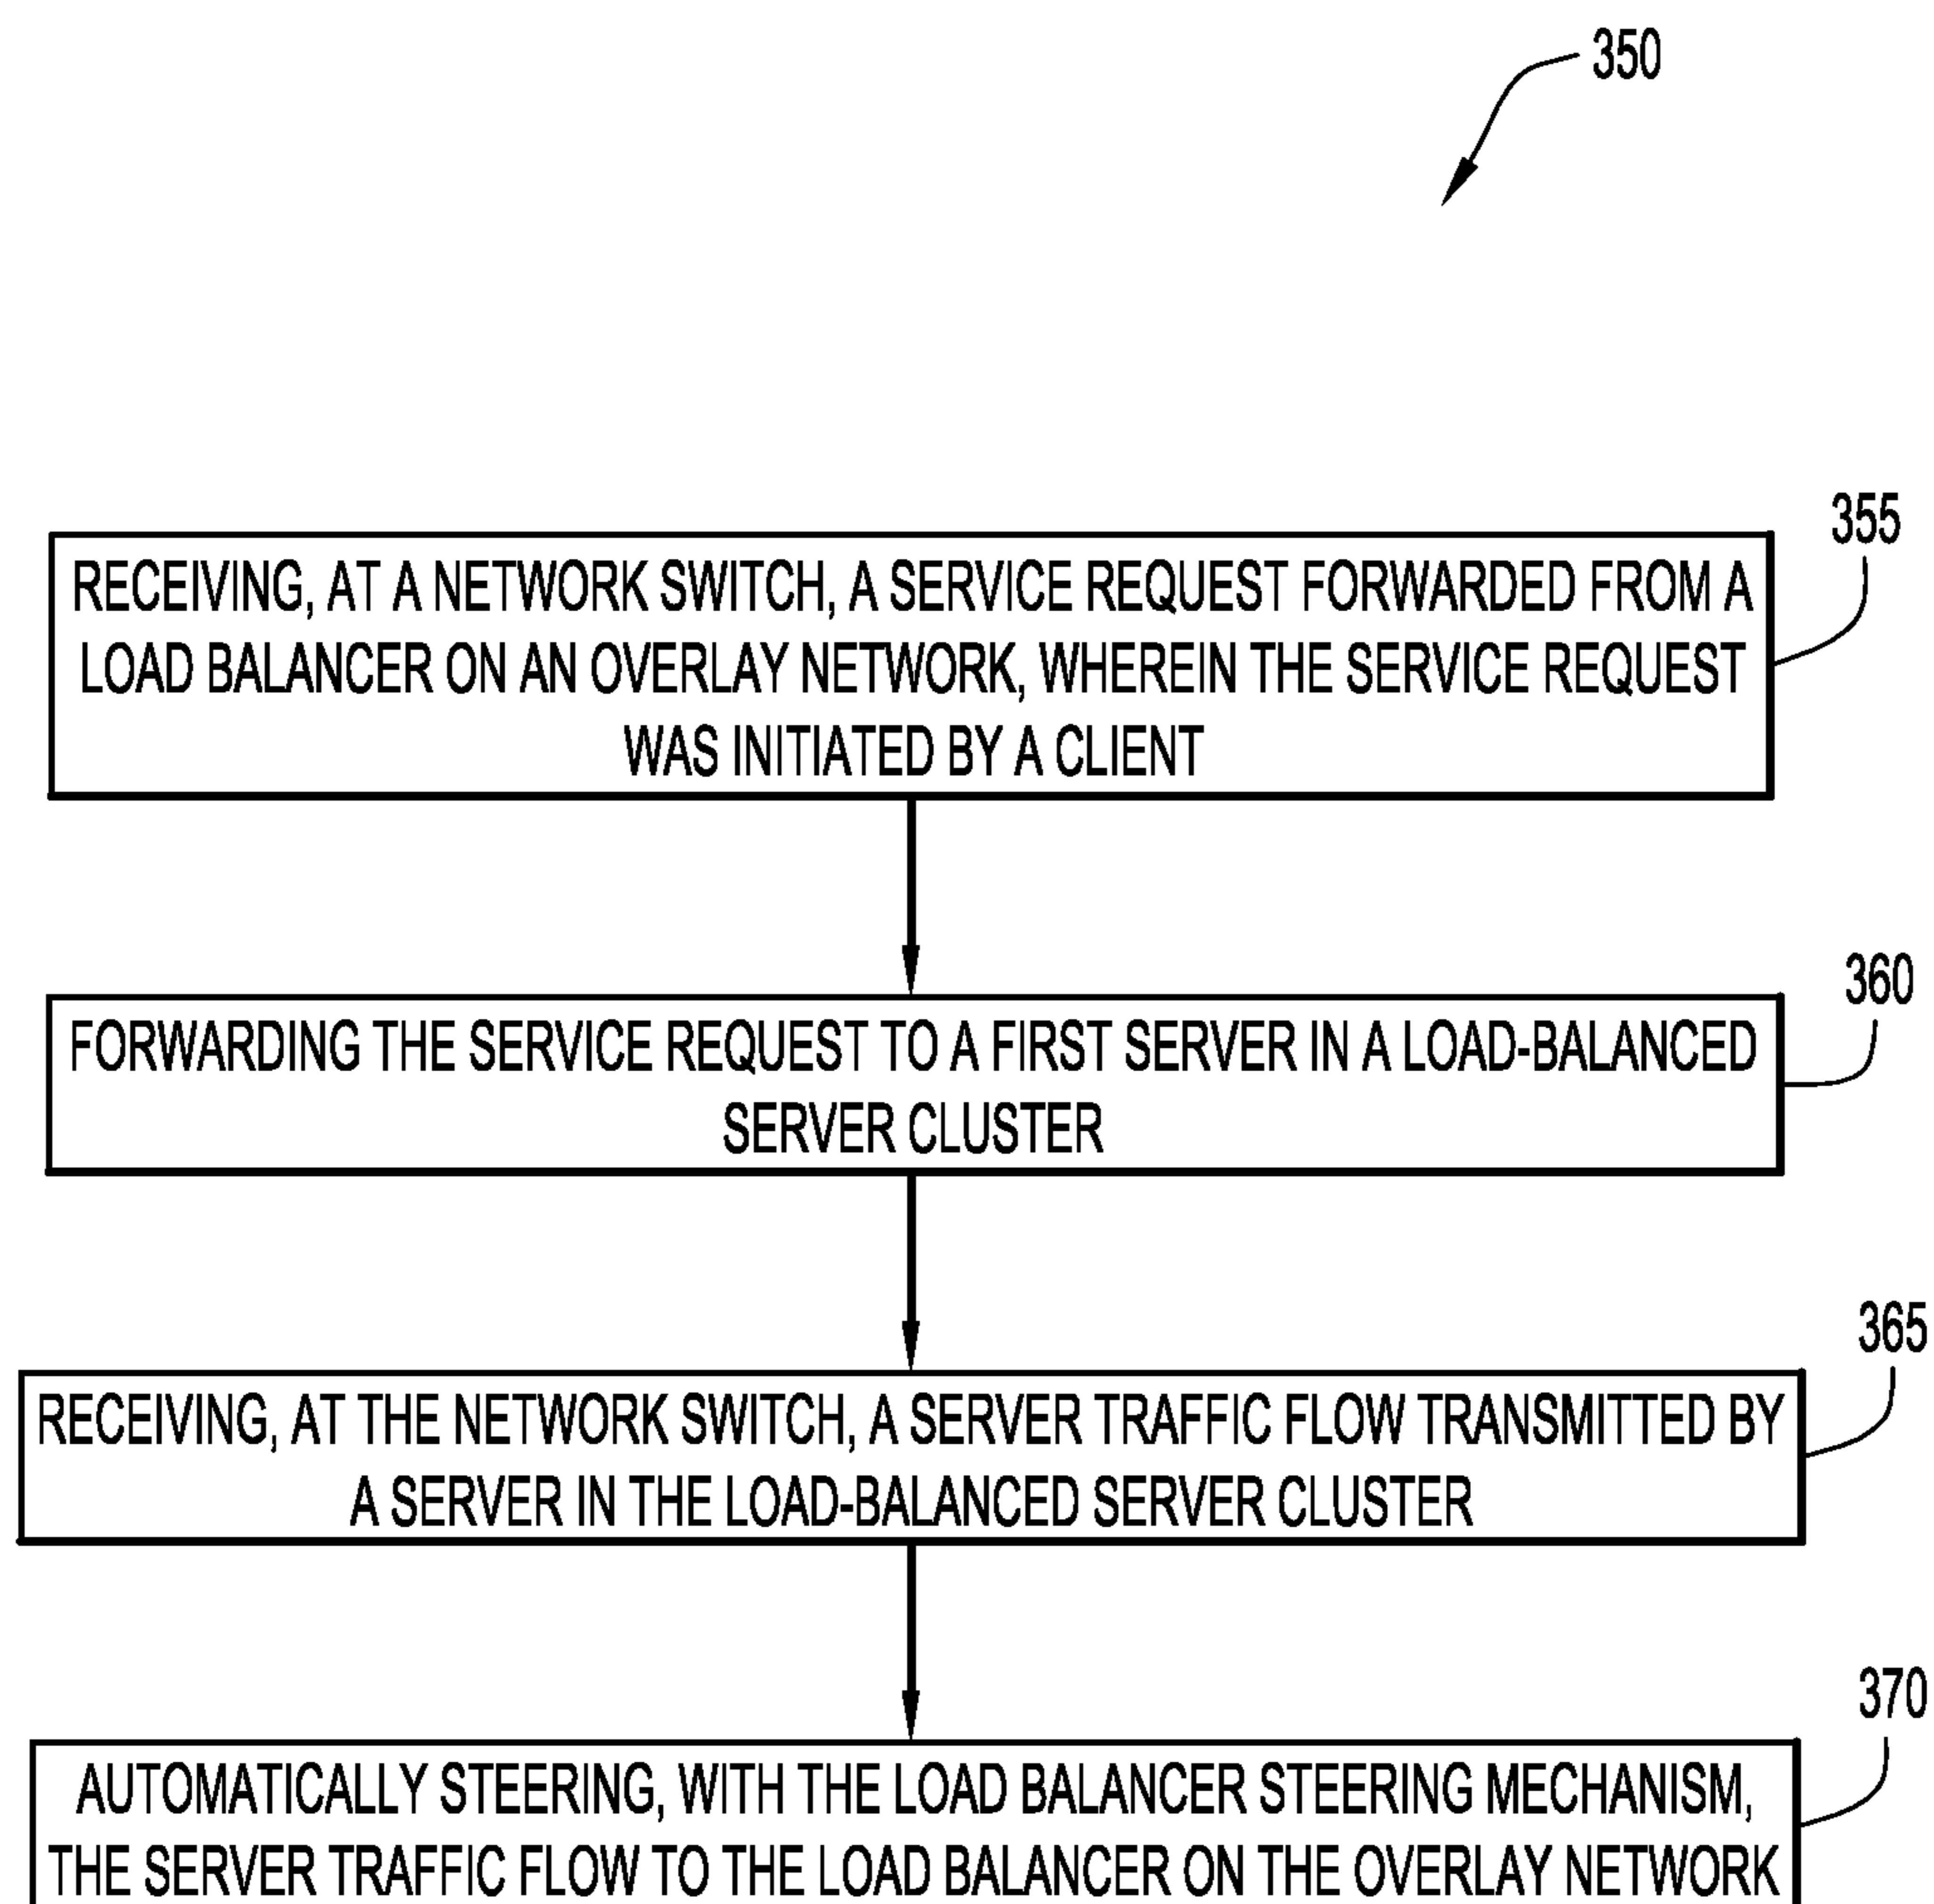 350
355
RECEIVING, AT A NETWORK SWITCH, A SERVICE REQUEST FORWARDED FROM A
LOAD BALANCER ON AN OVERLAY NETWORK, WHEREIN THE SERVICE REQUEST
WAS INITIATED BY A CLIENT
360
FORWARDING THE SERVICE REQUEST TO A FIRST SERVER IN A LOAD-BALANCED
SERVER CLUSTER
365
RECEIVING, AT THE NETWORK SWITCH, A SERVER TRAFFIC FLOW TRANSMITTED BY
A SERVER IN THE LOAD-BALANCED SERVER CLUSTER
370
AUTOMATICALLY STEERING, WITH THE LOAD BALANCER STEERING MECHANISM,
THE SERVER TRAFFIC FLOW TO THE LOAD BALANCER ON THE OVERLAY NETWORK